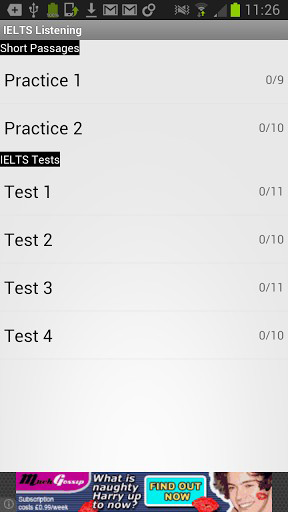 11:26
IELTS Listening
Short Passages
Practice 1 0/9
Practice 2 0/10
IELTS Tests
Test 1 0/11
Test 2 0/10
Test 3 0/11
Test 4 0/10
MuchGossip
Subscription
costs £0.99/week
What is
naughty
Harry up
to now?
FIND OUT
NOW